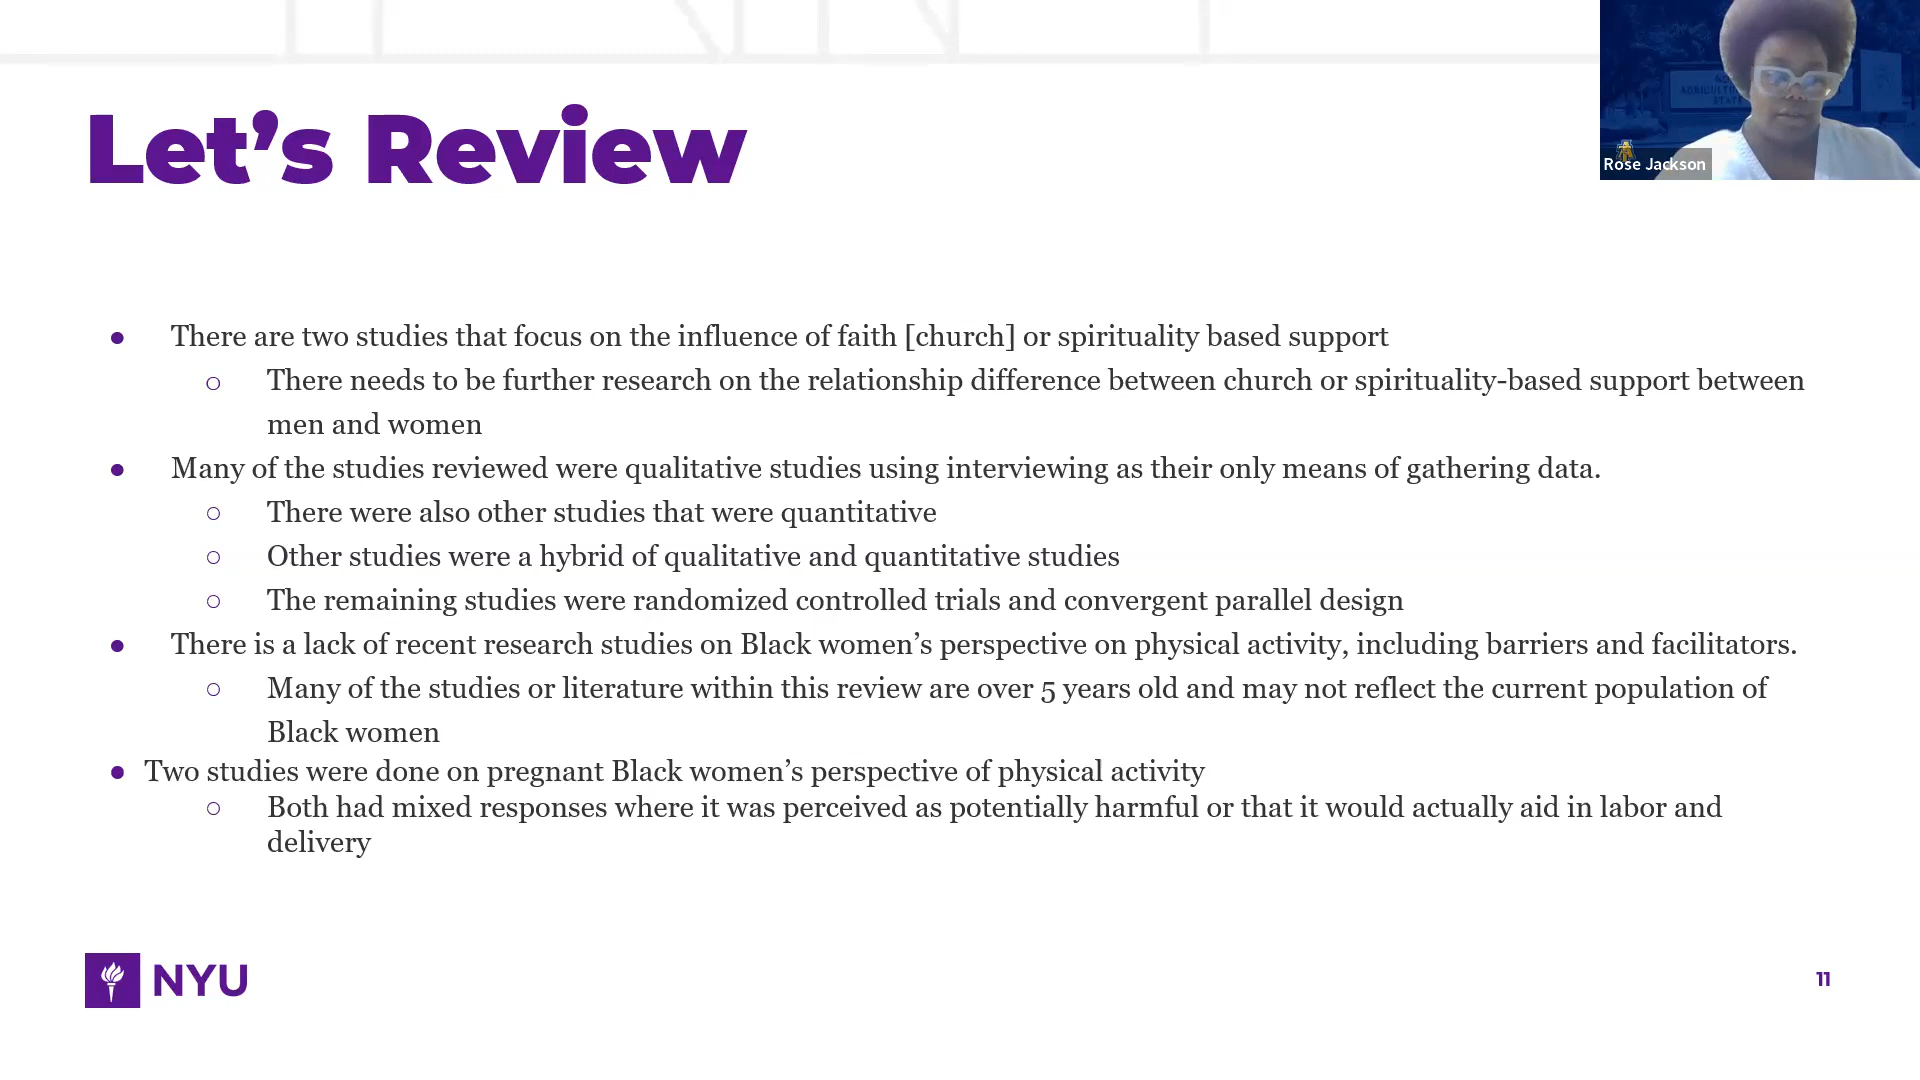 Let’s Review
There are two studies that focus on the influence of faith [church] or spirituality based support
There needs to be further research on the relationship difference between church or spirituality-based support between
men and women
Many of the studies reviewed were qualitative studies using interviewing as their only means of gathering data.
There were also other studies that were quantitative
Other studies were a hybrid of qualitative and quantitative studies
The remaining studies were randomized controlled trials and convergent parallel design
There is a lack of recent research studies on Black women’s perspective on physical activity, including barriers and facilitators.
Many of the studies or literature within this review are over 5 years old and may not reflect the current population of
Black women
Two studies were done on pregnant Black women’s perspective of physical activity
Both had mixed responses where it was perceived as potentially harmful or that it would actually aid in labor and
delivery
NYU
11
Rose Jackson